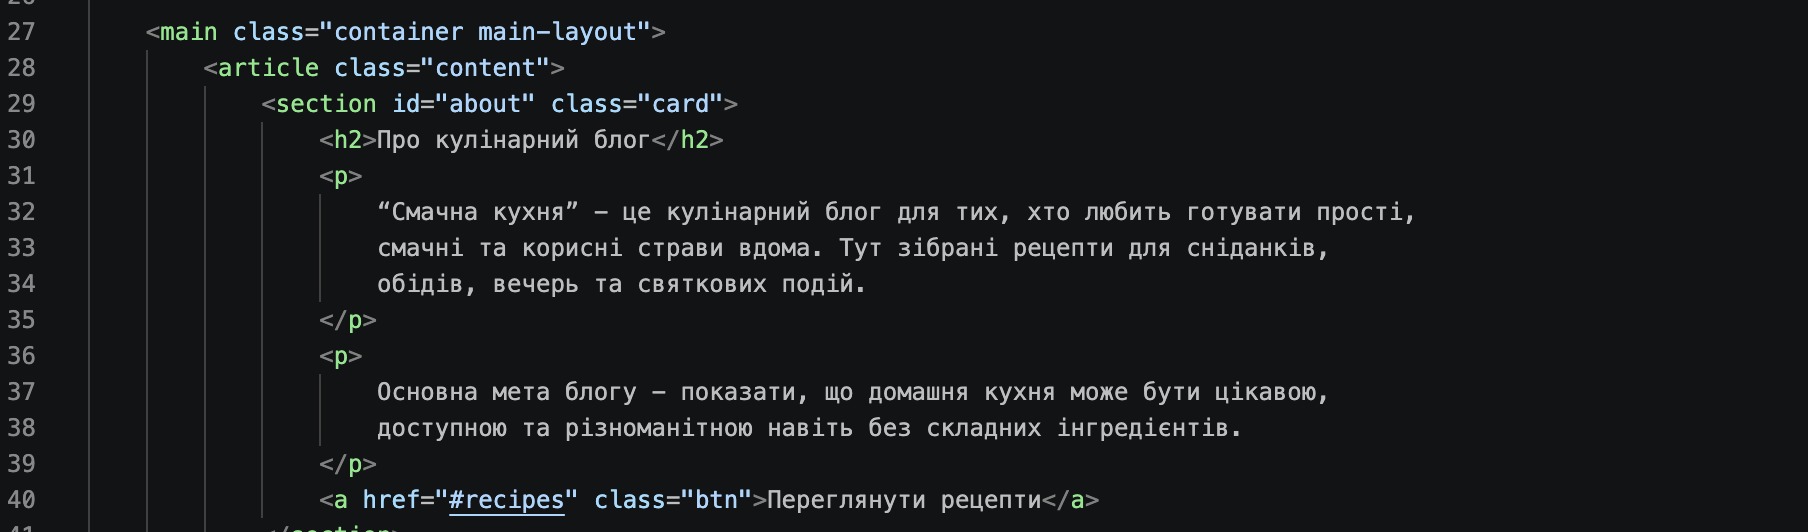 27 <main class="container main-layout">
28 <article class="content">
29 <section id="about" class="card">
30 <h2>Про кулінарний блог</h2>
31 <p>
32 “Смачна кухня” – це кулінарний блог для тих, хто любить готувати прості,
33 смачні та корисні страви вдома. Тут зібрані рецепти для сніданків,
34 обідів, вечерь та святкових подій.
35 </p>
36 <p>
37 Основна мета блогу – показати, що домашня кухня може бути цікавою,
38 доступною та різноманітною навіть без складних інгредієнтів.
39 </p>
40 <a href="#recipes" class="btn">Переглянути рецепти</a>
41 </section>